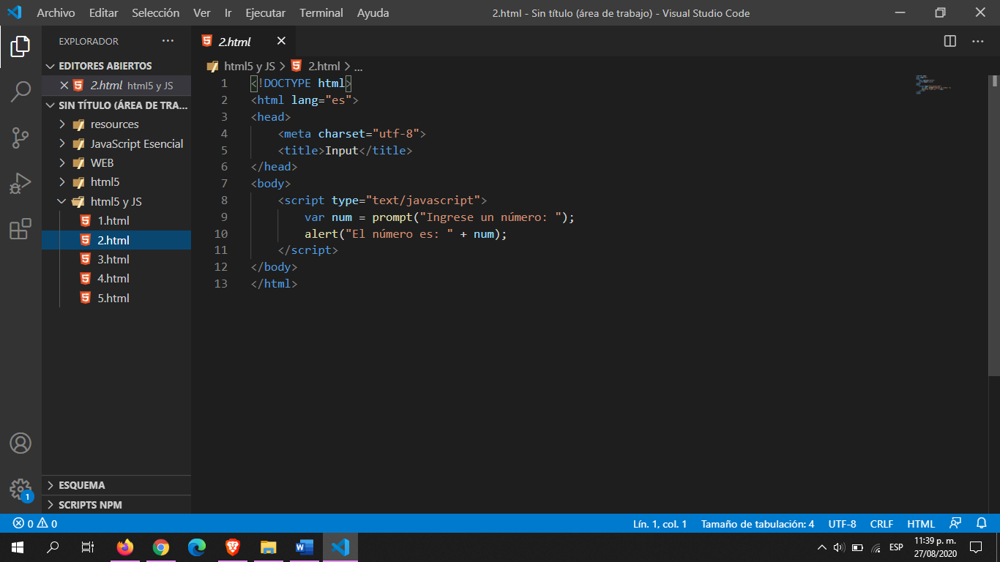 Archivo Editar Selección Ver Ir Ejecutar Terminal Ayuda 2.html - Sin título (área de trabajo) - Visual Studio Code
EXPLORADOR ···
EDITORES ABIERTOS
2.html html5 y JS
SIN TÍTULO (ÁREA DE TRA...
resources
JavaScript Esencial
WEB
html5
html5 y JS
1.html
2.html
3.html
4.html
5.html
ESQUEMA
SCRIPTS NPM
2.html
html5 y JS > 2.html > ...
1 <!DOCTYPE html>
2 <html lang="es">
3 <head>
4     <meta charset="utf-8">
5     <title>Input</title>
6 </head>
7 <body>
8     <script type="text/javascript">
9         var num = prompt("Ingrese un número: ");
10         alert("El número es: " + num);
11     </script>
12 </body>
13 </html>
1
0 0 Lín. 1, col. 1 Tamaño de tabulación: 4 UTF-8 CRLF HTML
ESP 11:39 p. m.
27/08/2020